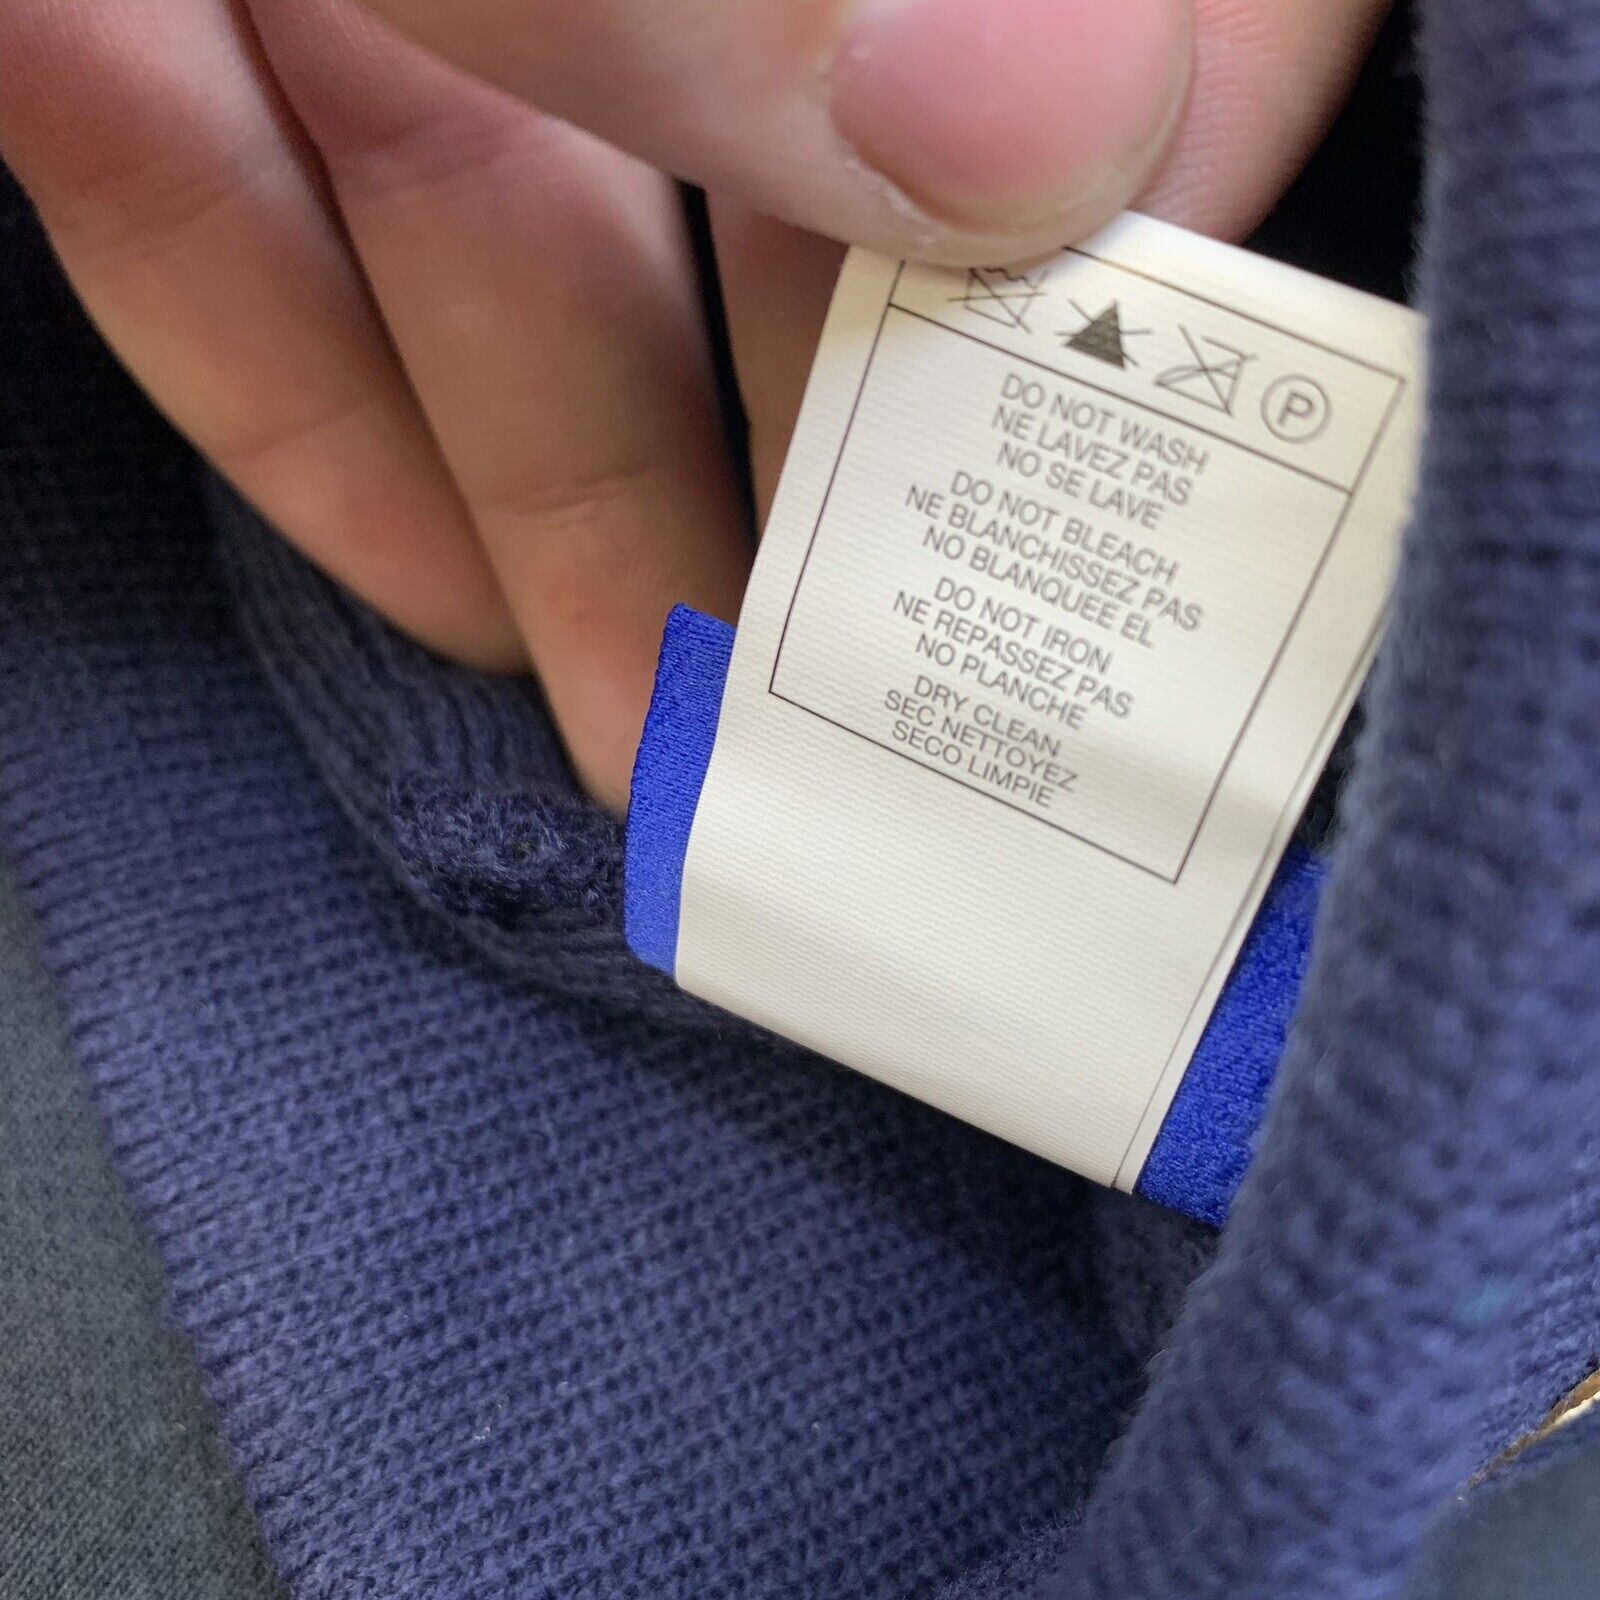 P
DO NOT WASH
NE LAVEZ PAS
NO SE LAVE
DO NOT BLEACH
NE BLANCHISSEZ PAS
NO BLANQUEE EL
DO NOT IRON
NE REPASSEZ PAS
NO PLANCHE
DRY CLEAN
SEC NETTOYEZ
SECO LIMPIE